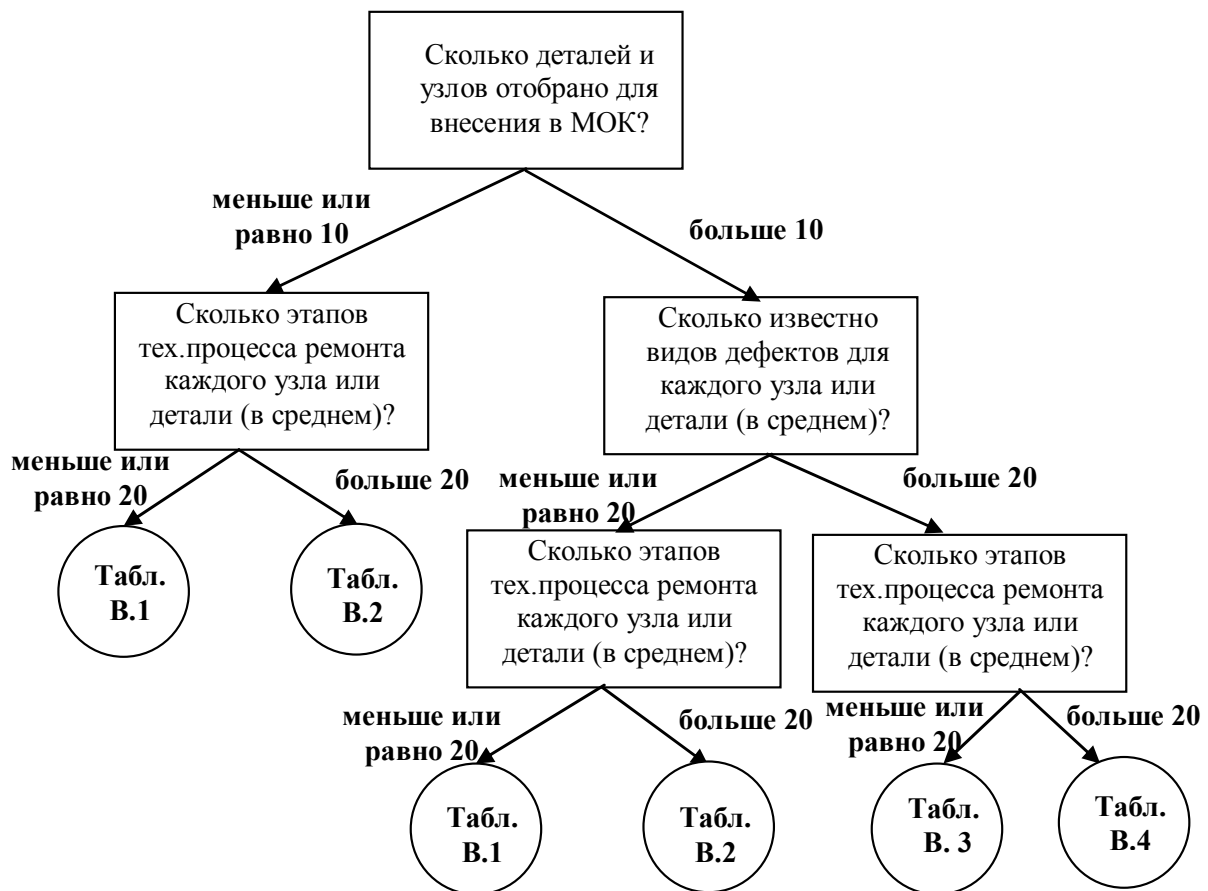 Сколько деталей и
узлов отобрано для
внесения в МОК?
меньше или
равно 10
больше 10
Сколько этапов
тех.процесса ремонта
каждого узла или
детали (в среднем)?
Сколько известно
видов дефектов для
каждого узла или
детали (в среднем)?
меньше или
равно 20
больше 20
меньше или
равно 20
больше 20
Табл.
В.1
Табл.
В.2
Сколько этапов
тех.процесса ремонта
каждого узла или
детали (в среднем)?
Сколько этапов
тех.процесса ремонта
каждого узла или
детали (в среднем)?
меньше или
равно 20
больше 20
меньше или
равно 20
больше 20
Табл.
В.1
Табл.
В.2
Табл.
В. 3
Табл.
В.4